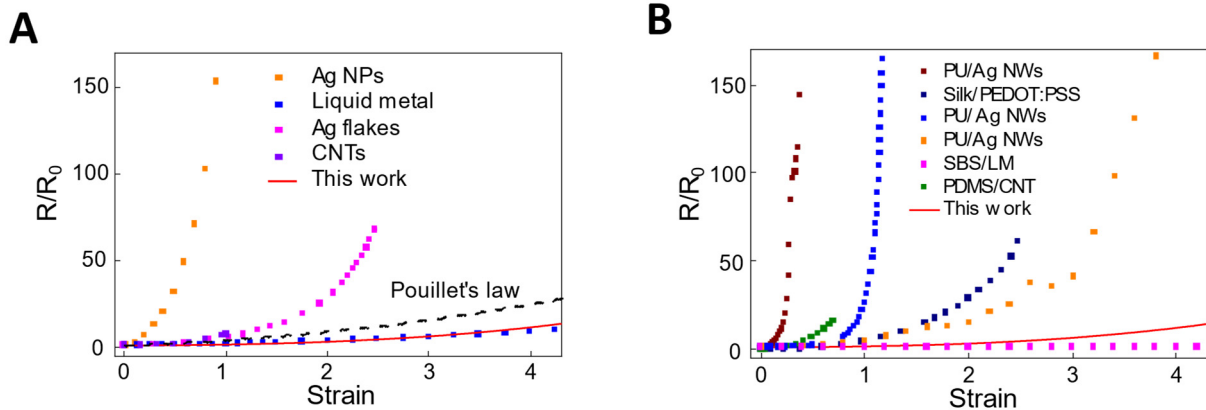 A
R/R0
150
100
50
0
Ag NPs
Liquid metal
Ag flakes
CNTs
This work
Pouillet's law
0 1 2 3 4
Strain
B
R/R0
150
100
50
0
PU/Ag NWs
Silk/PEDOT:PSS
PU/Ag NWs
PU/Ag NWs
SBS/LM
PDMS/CNT
This work
0 1 2 3 4
Strain